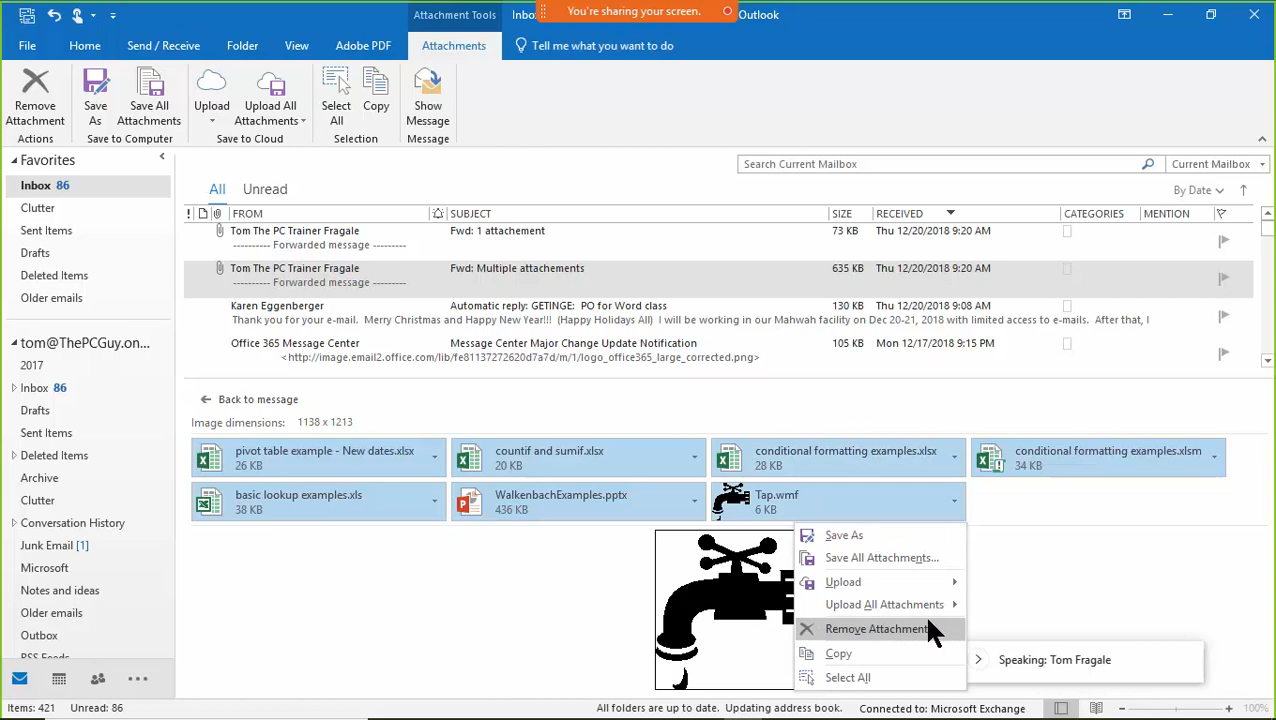 Attachment Tools Inbo You're sharing your screen. Outlook
File Home Send / Receive Folder View Adobe PDF Attachments Tell me what you want to do
Remove Attachment Save As Save All Attachments Upload Upload All Attachments Select All Copy Show Message
Actions Save to Computer Save to Cloud Selection Message
Favorites
Inbox 86
Clutter
Sent Items
Drafts
Deleted Items
Older emails
tom@ThePCGuy.on...
2017
Inbox 86
Drafts
Sent Items
Deleted Items
Archive
Clutter
Conversation History
Junk Email [1]
Microsoft
Notes and ideas
Older emails
Outbox
RSS Feeds
Search Current Mailbox Current Mailbox
All Unread By Date
! FROM SUBJECT SIZE RECEIVED CATEGORIES MENTION
Tom The PC Trainer Fragale Fwd: 1 attachement 73 KB Thu 12/20/2018 9:20 AM
---------- Forwarded message ---------
Tom The PC Trainer Fragale Fwd: Multiple attachements 635 KB Thu 12/20/2018 9:20 AM
---------- Forwarded message ---------
Karen Eggenberger Automatic reply: GETINGE: PO for Word class 130 KB Thu 12/20/2018 9:08 AM
Thank you for your e-mail. Merry Christmas and Happy New Year!!! (Happy Holidays All) I will be working in our Mahwah facility on Dec 20-21, 2018 with limited access to e-mails. After that, I
Office 365 Message Center Message Center Major Change Update Notification 105 KB Mon 12/17/2018 9:15 PM
<http://image.email2.office.com/lib/fe81137272620d7a7d/m/1/logo_office365_large_corrected.png>
Back to message
Image dimensions: 1138 x 1213
pivot table example - New dates.xlsx countif and sumif.xlsx conditional formatting examples.xlsx conditional formatting examples.xlsm
26 KB 20 KB 28 KB 34 KB
basic lookup examples.xls WalkenbachExamples.pptx Tap.wmf
38 KB 436 KB 6 KB
Save As
Save All Attachments...
Upload
Upload All Attachments
Remove Attachment
Copy
Select All
Speaking: Tom Fragale
Items: 421 Unread: 86 All folders are up to date. Updating address book. Connected to: Microsoft Exchange 100%